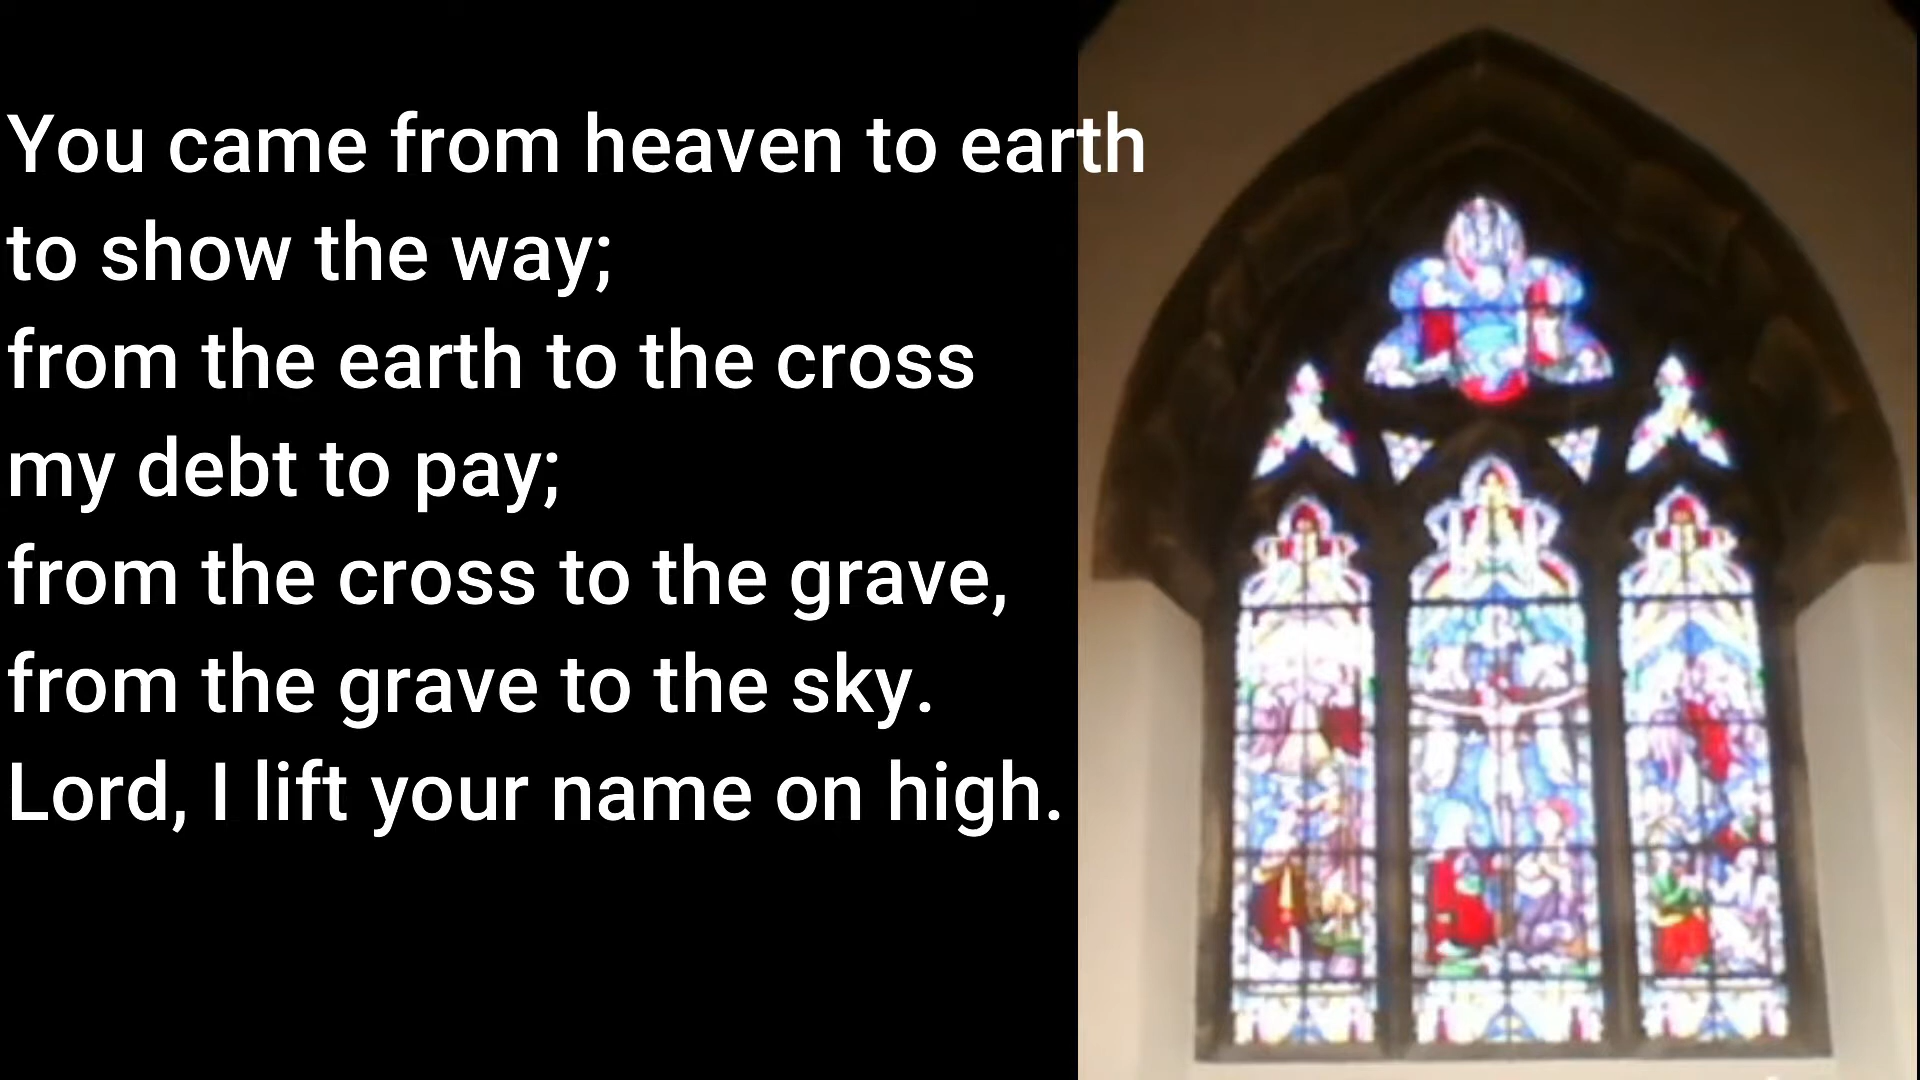 You came from heaven to earth
to show the way;
from the earth to the cross
my debt to pay;
from the cross to the grave,
from the grave to the sky.
Lord, I lift your name on high.